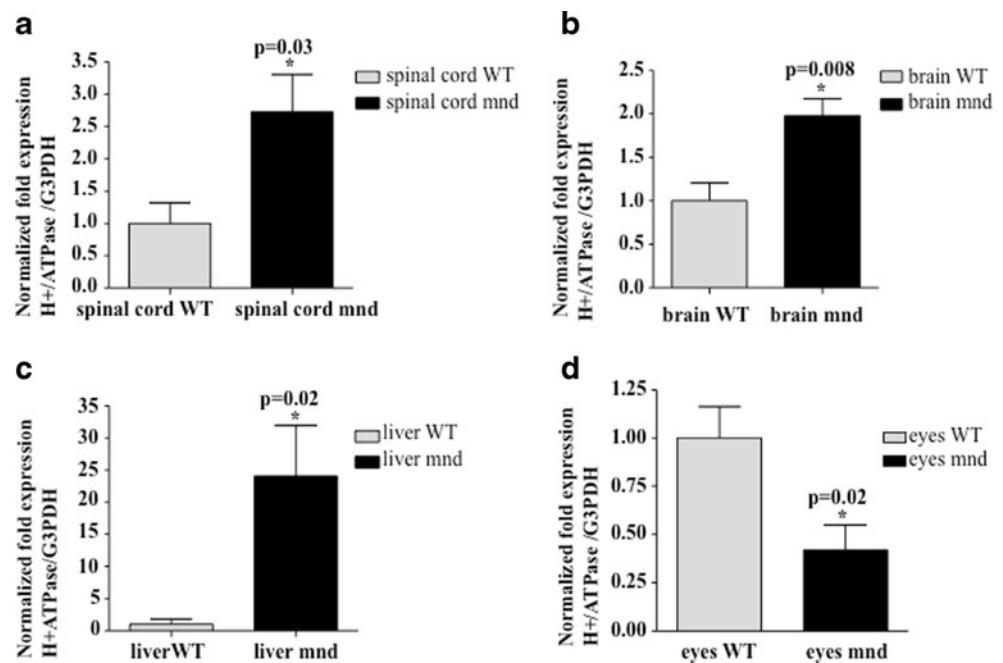 a
Normalized fold expression
H+/ATPase /G3PDH
3.5
3.0
2.5
2.0
1.5
1.0
0.5
0.0
p=0.03
*
spinal cord WT
spinal cord mnd
spinal cord WT
spinal cord mnd
b
Normalized fold expression
H+/ATPase /G3PDH
2.5
2.0
1.5
1.0
0.5
0.0
p=0.008
*
brain WT
brain mnd
brain WT
brain mnd
c
Normalized fold expression
H+ATPase/G3PDH
35
30
25
20
15
10
5
0
p=0.02
*
liver WT
liver mnd
liverWT
liver mnd
d
Normalized fold expression
H+/ATPase /G3PDH
1.25
1.00
0.75
0.50
0.25
0.00
p=0.02
*
eyes WT
eyes mnd
eyes WT
eyes mnd